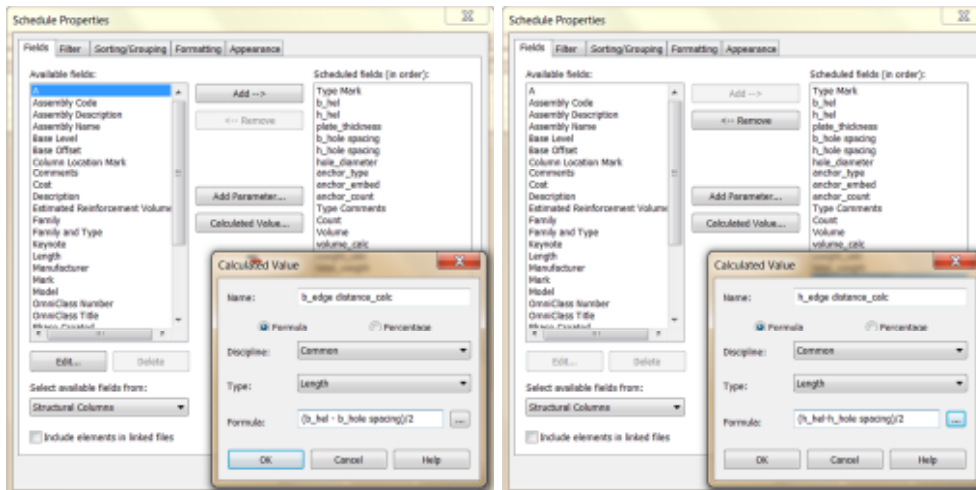 Schedule Properties
Fields Filter Sorting/Grouping Formatting Appearance
Available fields:
A
Assembly Code
Assembly Description
Assembly Name
Base Level
Base Offset
Column Location Mark
Comments
Cost
Description
Estimated Reinforcement Volume
Family
Family and Type
Keynote
Length
Manufacturer
Mark
Model
OmniClass Number
OmniClass Title
Phase Created
Add -->
<-- Remove
Add Parameter...
Calculated Value...
Scheduled fields (in order):
Type Mark
b_hel
h_hel
plate_thickness
b_hole spacing
h_hole spacing
hole_diameter
anchor_type
anchor_embed
anchor_count
Type Comments
Count
Volume
volume_calc
Edit...
Delete
Select available fields from:
Structural Columns
Include elements in linked files
Calculated Value
Name: b_edge distance_calc
Formula Percentage
Discipline: Common
Type: Length
Formula: (b_hel - b_hole spacing)/2 ...
OK Cancel Help
Schedule Properties
Fields Filter Sorting/Grouping Formatting Appearance
Available fields:
A
Assembly Code
Assembly Description
Assembly Name
Base Level
Base Offset
Column Location Mark
Comments
Cost
Description
Estimated Reinforcement Volume
Family
Family and Type
Keynote
Length
Manufacturer
Mark
Model
OmniClass Number
OmniClass Title
Phase Created
Add -->
<-- Remove
Add Parameter...
Calculated Value...
Scheduled fields (in order):
Type Mark
b_hel
h_hel
plate_thickness
b_hole spacing
h_hole spacing
hole_diameter
anchor_type
anchor_embed
anchor_count
Type Comments
Count
Volume
volume_calc
Edit...
Delete
Select available fields from:
Structural Columns
Include elements in linked files
Calculated Value
Name: h_edge distance_calc
Formula Percentage
Discipline: Common
Type: Length
Formula: (h_hel-h_hole spacing)/2 ...
OK Cancel Help